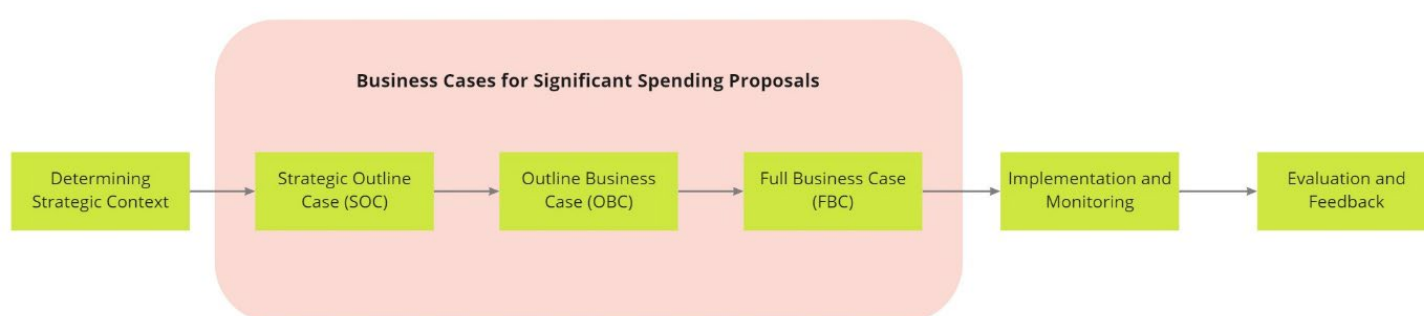 Business Cases for Significant Spending Proposals
Determining
Strategic Context
Strategic Outline
Case (SOC)
Outline Business
Case (OBC)
Full Business Case
(FBC)
Implementation and
Monitoring
Evaluation and
Feedback